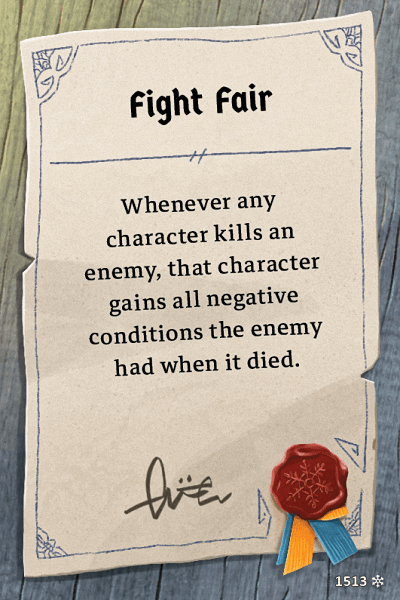 Fight Fair
Whenever any
character kills an
enemy, that character
gains all negative
conditions the enemy
had when it died.
1513